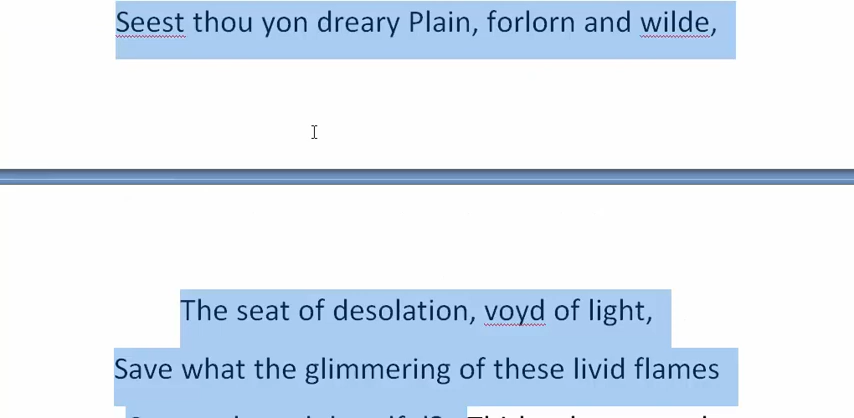 Seest thou yon dreary Plain, forlorn and wilde,
The seat of desolation, voyd of light,
Save what the glimmering of these livid flames